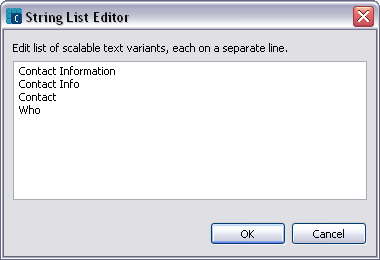 String List Editor
Edit list of scalable text variants, each on a separate line.
Contact Information
Contact Info
Contact
Who
OK
Cancel